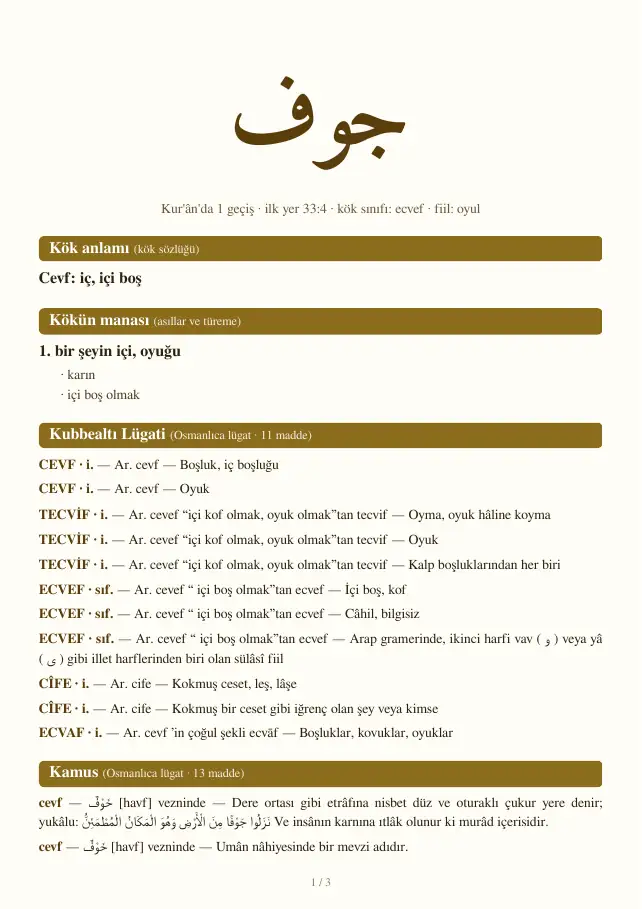 جوف
Kur'ân'da 1 geçiş · ilk yer 33:4 · kök sınıfı: ecvef · fiil: oyul
Kök anlamı (kök sözlüğü)
Cevf: iç, içi boş
Kökün manası (asıllar ve türeme)
1. bir şeyin içi, oyuğu
· karın
· içi boş olmak
Kubbealtı Lügati (Osmanlıca lügat · 11 madde)
CEVF · i. — Ar. cevf — Boşluk, iç boşluğu
CEVF · i. — Ar. cevf — Oyuk
TECVİF · i. — Ar. cevef “içi kof olmak, oyuk olmak”tan tecvif — Oyma, oyuk hâline koyma
TECVİF · i. — Ar. cevef “içi kof olmak, oyuk olmak”tan tecvif — Oyuk
TECVİF · i. — Ar. cevef “içi kof olmak, oyuk olmak”tan tecvif — Kalp boşluklarından her biri
ECVEF · sıf. — Ar. cevef “ içi boş olmak”tan ecvef — İçi boş, kof
ECVEF · sıf. — Ar. cevef “ içi boş olmak”tan ecvef — Câhil, bilgisiz
ECVEF · sıf. — Ar. cevef “ içi boş olmak”tan ecvef — Arap gramerinde, ikinci harfi vav ( و ) veya yâ
( ى ) gibi illet harflerinden biri olan sülâsî fiil
CÎFE · i. — Ar. cife — Kokmuş ceset, leş, lâşe
CÎFE · i. — Ar. cife — Kokmuş bir ceset gibi iğrenç olan şey veya kimse
ECVAF · i. — Ar. cevf ’in çoğul şekli ecvāf — Boşluklar, kovuklar, oyuklar
Kamus (Osmanlıca lügat · 13 madde)
cevf — خَوْفٌ [havf] vezninde — Dere ortası gibi etrâfına nisbet düz ve oturaklı çukur yere denir;
yukâlu: نَزَلُوا جَوْفًا مِنَ الْأَرْضِ وَهُوَ الْمَكَانُ الْمُطْمَئِنُّ Ve insânın karnına ıtlâk olunur ki murâd içerisidir.
cevf — خَوْفٌ [havf] vezninde — Umân nâhiyesinde bir mevzi adıdır.
1 / 3